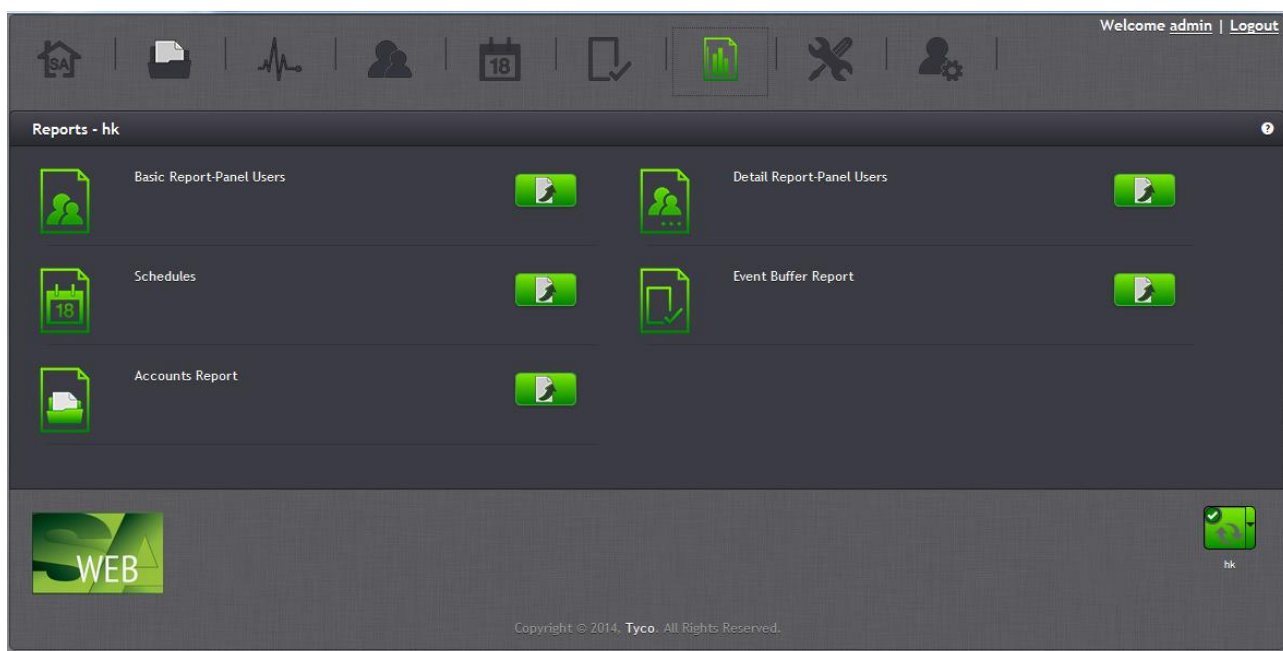 Welcome admin | Logout
SA
18
Reports - hk
?
Basic Report-Panel Users
Detail Report-Panel Users
Schedules
18
Event Buffer Report
Accounts Report
SA
WEB
hk
Copyright © 2014, Tyco. All Rights Reserved.